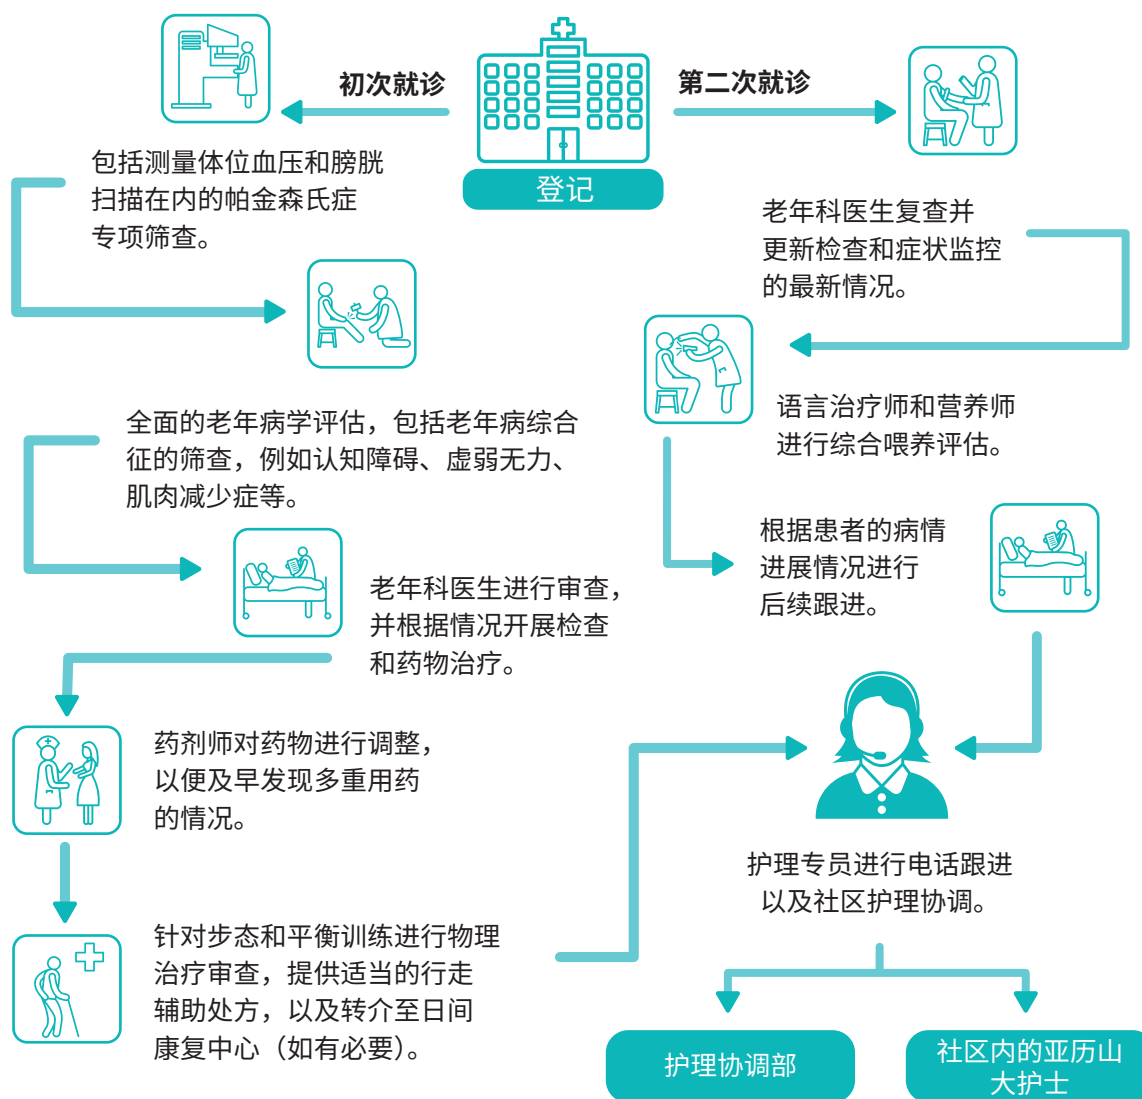 登记
初次就诊
包括测量体位血压和膀胱
扫描在内的帕金森氏症
专项筛查。
全面的老年病学评估，包括老年病综合
征的筛查，例如认知障碍、虚弱无力、
肌肉减少症等。
老年科医生进行审查，
并根据情况开展检查
和药物治疗。
药剂师对药物进行调整，
以便及早发现多重用药
的情况。
针对步态和平衡训练进行物理
治疗审查，提供适当的行走
辅助处方，以及转介至日间
康复中心（如有必要）。
第二次就诊
老年科医生复查并
更新检查和症状监控
的最新情况。
语言治疗师和营养师
进行综合喂养评估。
根据患者的病情
进展情况进行
后续跟进。
护理专员进行电话跟进
以及社区护理协调。
护理协调部
社区内的亚历山
大护士